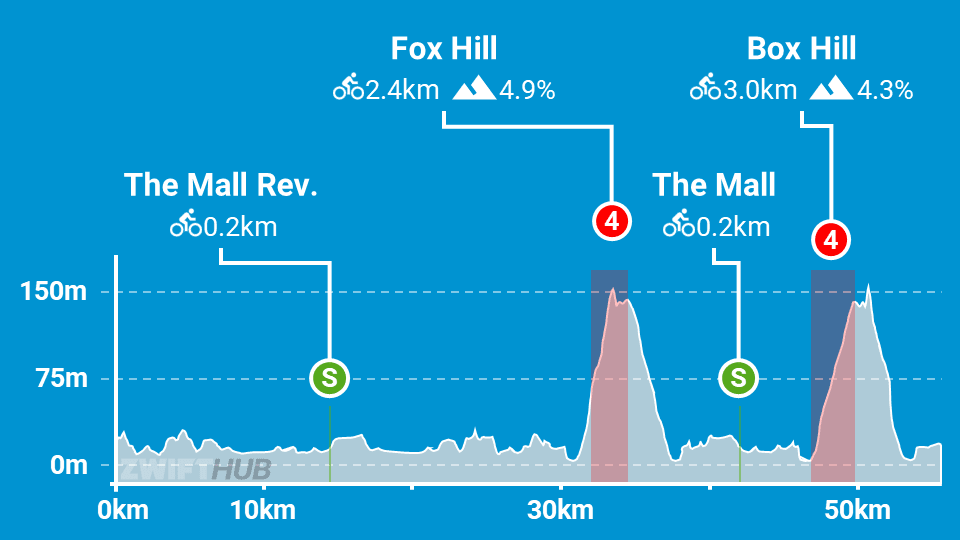 Fox Hill
2.4km 4.9%
Box Hill
3.0km 4.3%
The Mall Rev.
0.2km
The Mall
0.2km
4
4
150m
75m
S
S
0m
ZWIFTHUB
0km
10km
30km
50km